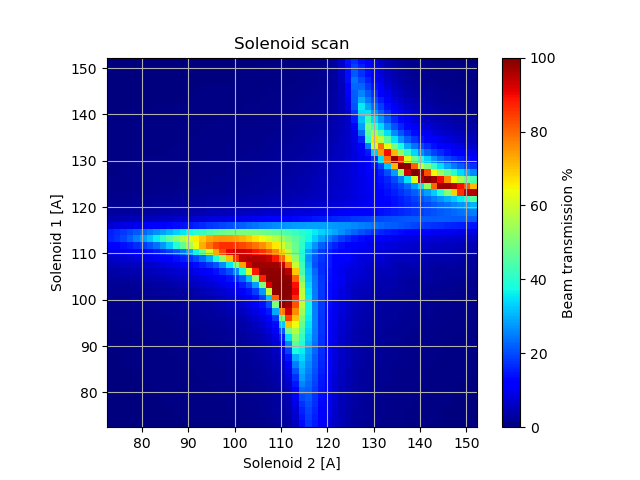 Solenoid scan
Solenoid 1 [A]
150
140
130
120
110
100
90
80
80 90 100 110 120 130 140 150
Solenoid 2 [A]
100
80
60
40
20
0
Beam transmission %